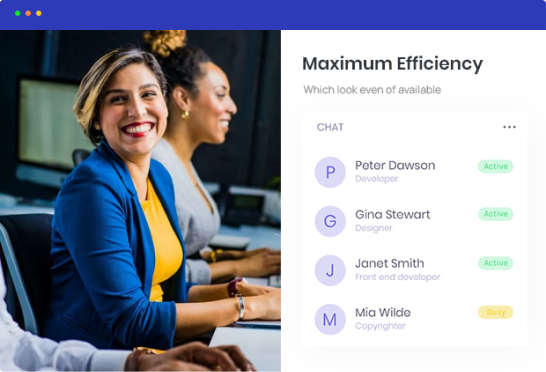 Maximum Efficiency
Which look even of available
CHAT
P
Peter Dawson
Active
Developer
G
Gina Stewart
Active
Designer
J
Janet Smith
Active
Front end developer
M
Mia Wilde
Busy
Copyrighter